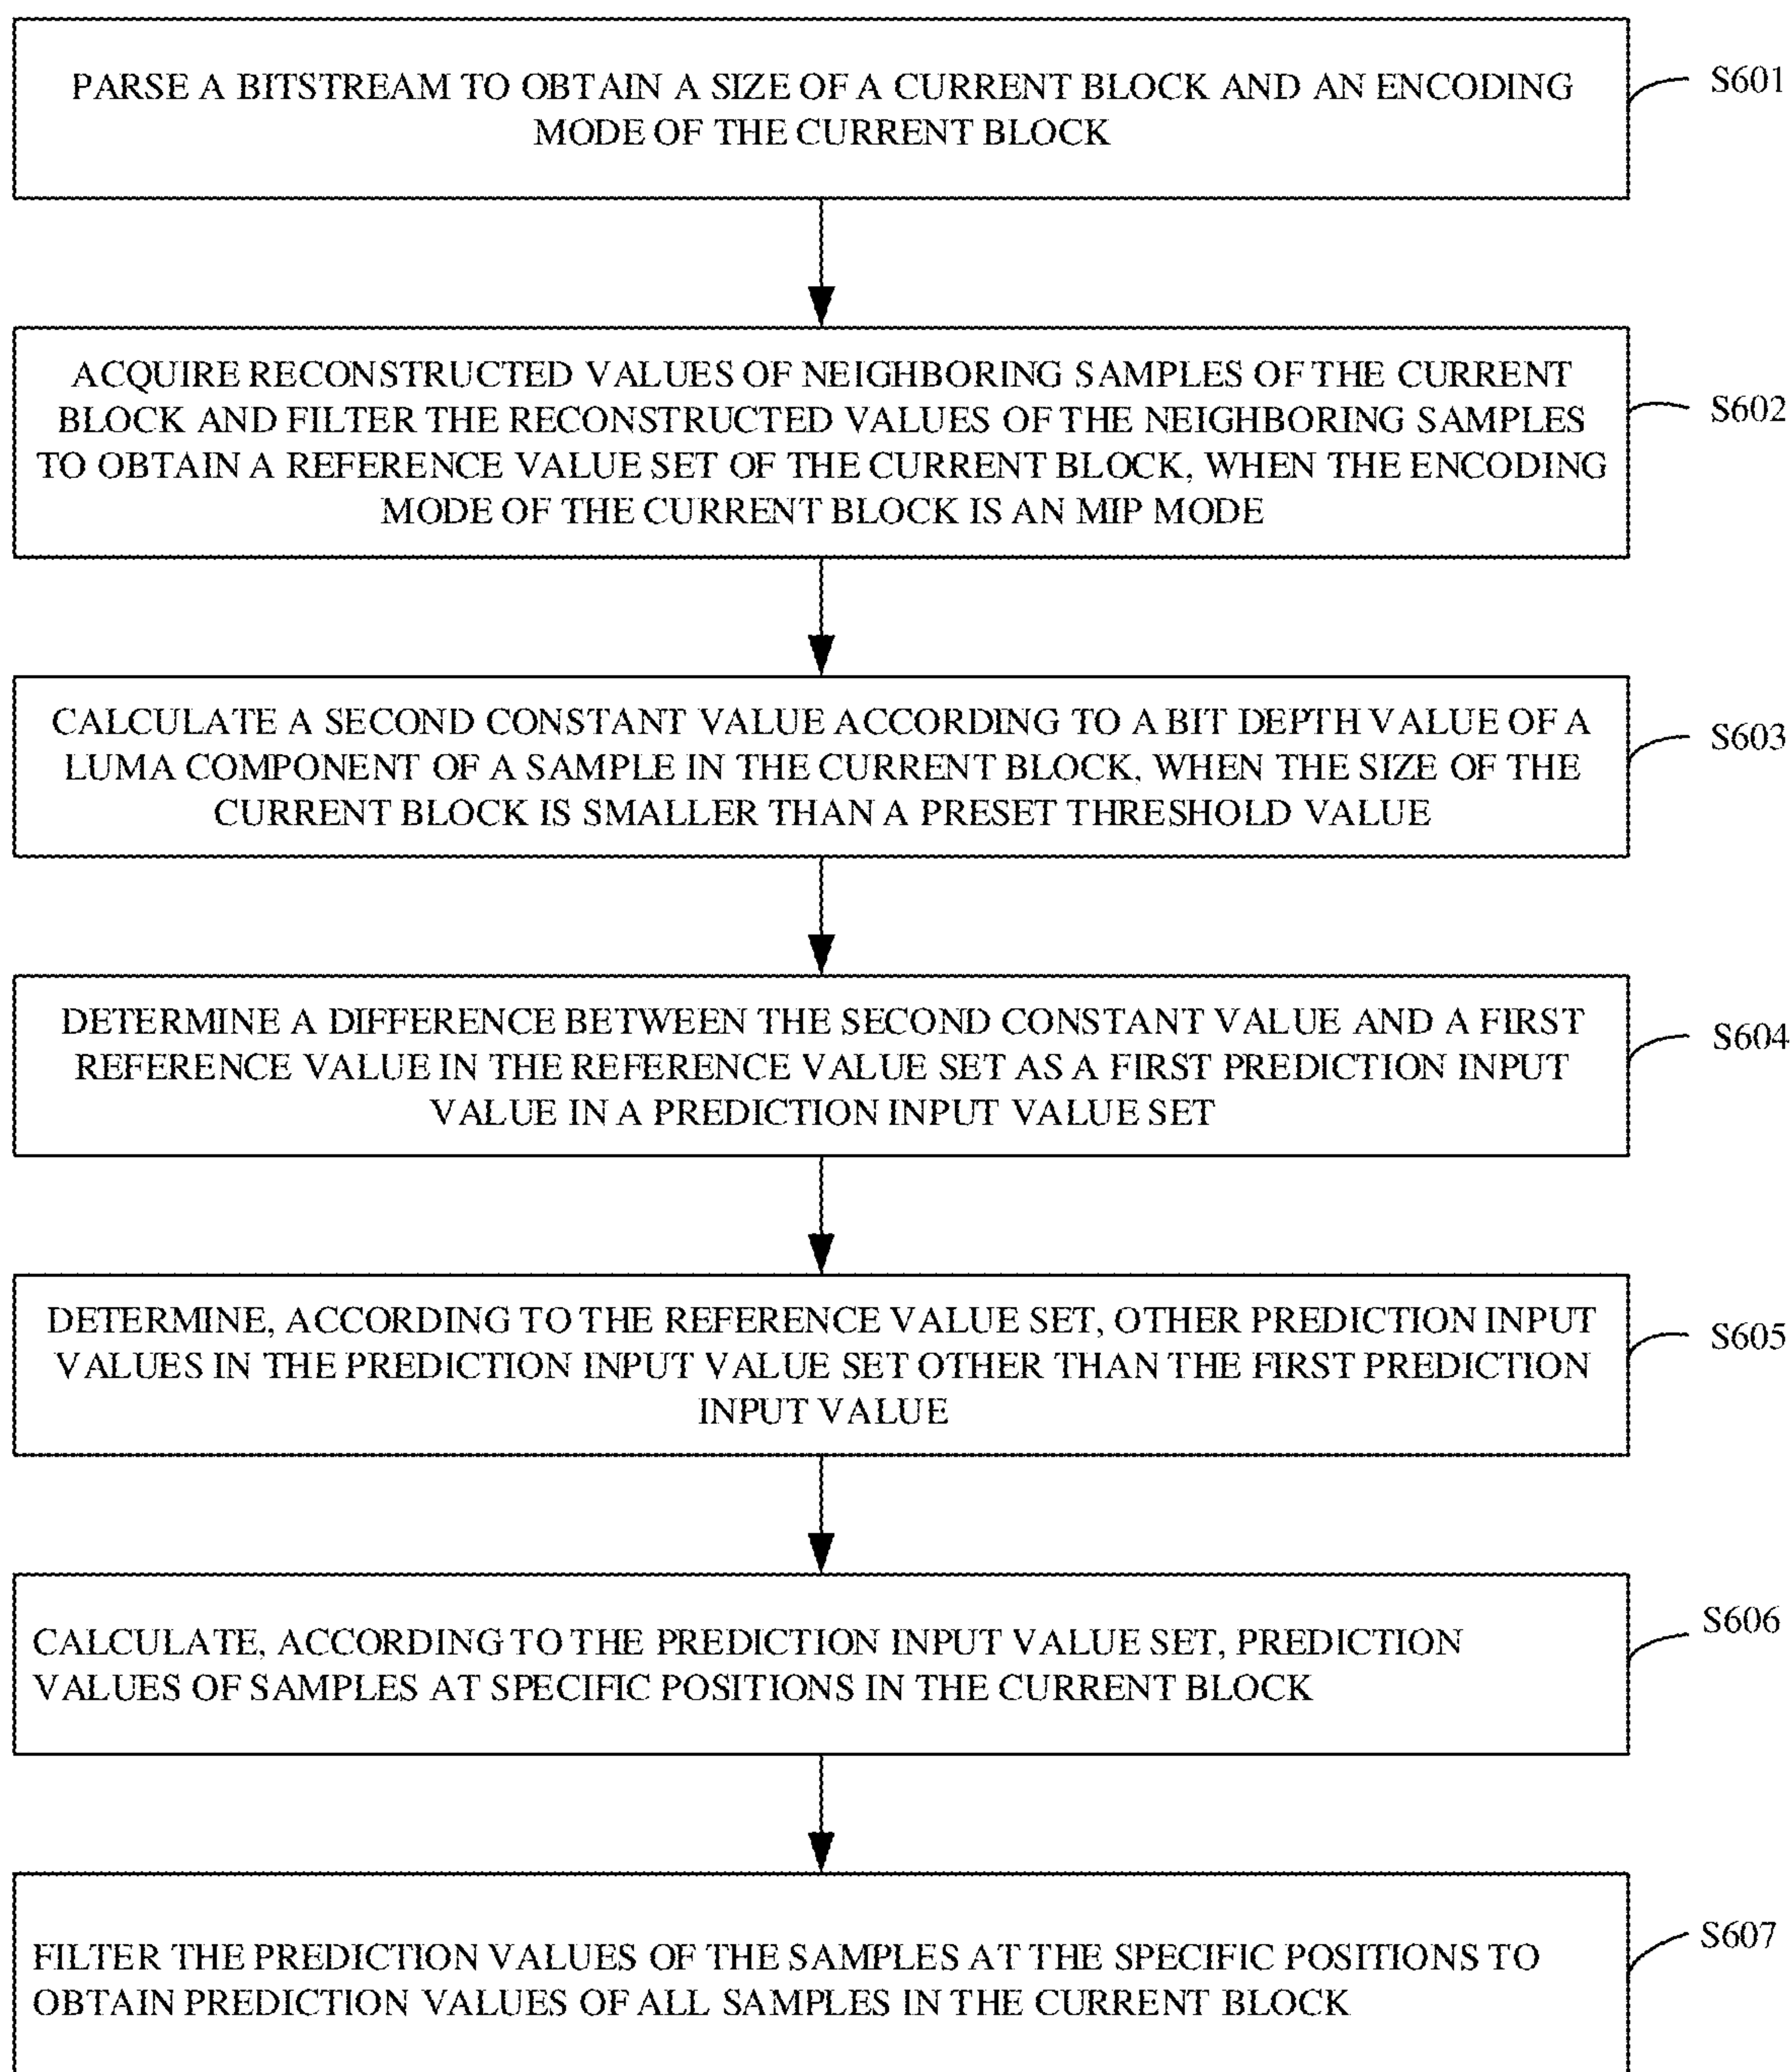 PARSE A BITSTREAM TO OBTAIN A SIZE OF A CURRENT BLOCK AND AN ENCODING
MODE OF THE CURRENT BLOCK
S601
ACQUIRE RECONSTRUCTED VALUES OF NEIGHBORING SAMPLES OF THE CURRENT
BLOCK AND FILTER THE RECONSTRUCTED VALUES OF THE NEIGHBORING SAMPLES
TO OBTAIN A REFERENCE VALUE SET OF THE CURRENT BLOCK, WHEN THE ENCODING
MODE OF THE CURRENT BLOCK IS AN MIP MODE
S602
CALCULATE A SECOND CONSTANT VALUE ACCORDING TO A BIT DEPTH VALUE OF A
LUMA COMPONENT OF A SAMPLE IN THE CURRENT BLOCK, WHEN THE SIZE OF THE
CURRENT BLOCK IS SMALLER THAN A PRESET THRESHOLD VALUE
S603
DETERMINE A DIFFERENCE BETWEEN THE SECOND CONSTANT VALUE AND A FIRST
REFERENCE VALUE IN THE REFERENCE VALUE SET AS A FIRST PREDICTION INPUT
VALUE IN A PREDICTION INPUT VALUE SET
S604
DETERMINE, ACCORDING TO THE REFERENCE VALUE SET, OTHER PREDICTION INPUT
VALUES IN THE PREDICTION INPUT VALUE SET OTHER THAN THE FIRST PREDICTION
INPUT VALUE
S605
CALCULATE, ACCORDING TO THE PREDICTION INPUT VALUE SET, PREDICTION
VALUES OF SAMPLES AT SPECIFIC POSITIONS IN THE CURRENT BLOCK
S606
FILTER THE PREDICTION VALUES OF THE SAMPLES AT THE SPECIFIC POSITIONS TO
OBTAIN PREDICTION VALUES OF ALL SAMPLES IN THE CURRENT BLOCK
S607